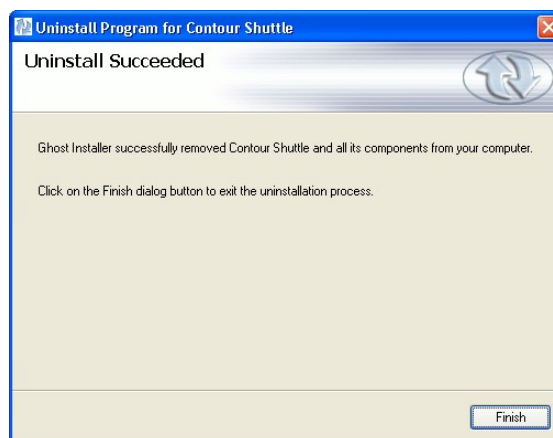 Uninstall Program for Contour Shuttle
Uninstall Succeeded
Ghost Installer successfully removed Contour Shuttle and all its components from your computer.
Click on the Finish dialog button to exit the uninstallation process.
Finish